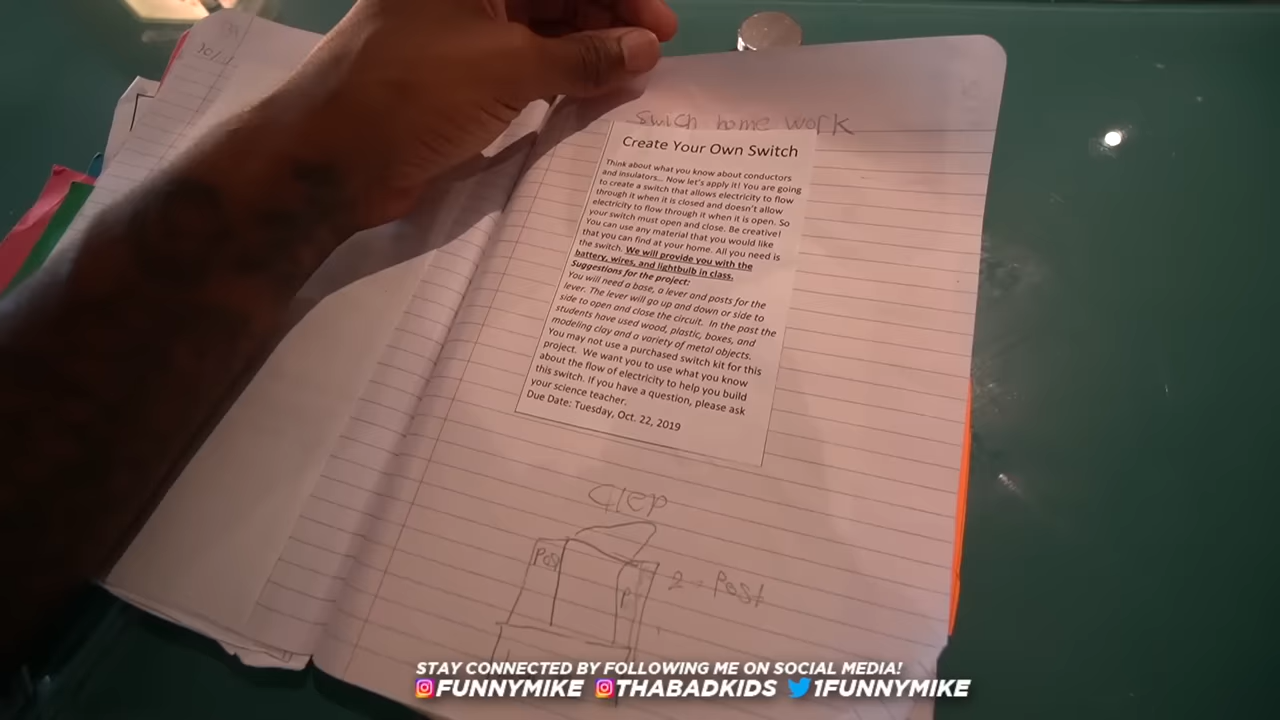 swich home work
Create Your Own Switch
Think about what you know about conductors
and insulators... Now let's apply it! You are going
to create a switch that allows electricity to flow
through it when it is closed and doesn't allow
electricity to flow through it when it is open. So
your switch must open and close. Be creative!
You can use any material that you would like
that you can find at your home. All you need is
the switch. We will provide you with the
battery, wires, and lightbulb in class.
Suggestions for the project:
You will need a base, a lever and posts for the
lever. The lever will go up and down or side to
side to open and close the circuit. In the past the
students have used wood, plastic, boxes, and
modeling clay and a variety of metal objects.
You may not use a purchased switch kit for this
project. We want you to use what you know
about the flow of electricity to help you build
this switch. If you have a question, please ask
your science teacher.
Due Date: Tuesday, Oct. 22, 2019
Clep
Post
P
2 - Post
STAY CONNECTED BY FOLLOWING ME ON SOCIAL MEDIA!
@FUNNYMIKE @THABADKIDS 1FUNNYMIKE